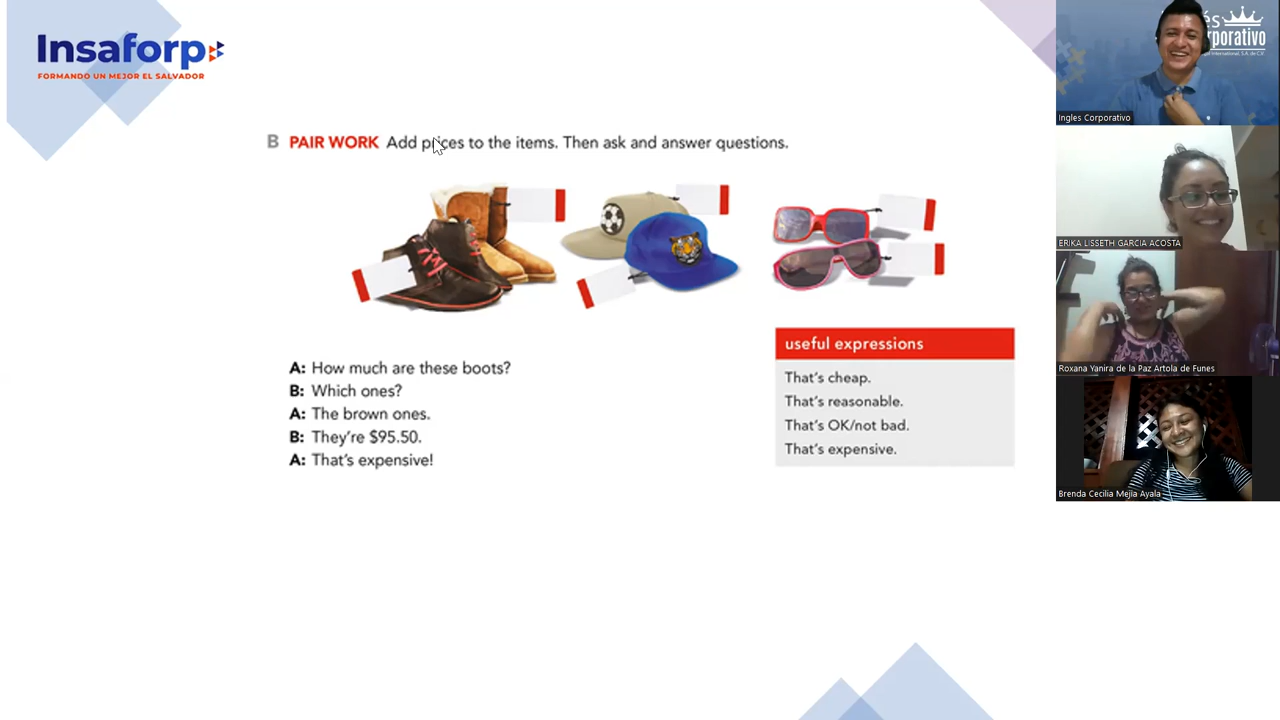 Insaforp
FORMANDO UN MEJOR EL SALVADOR
B PAIR WORK Add prices to the items. Then ask and answer questions.
A: How much are these boots?
B: Which ones?
A: The brown ones.
B: They're $95.50.
A: That's expensive!
useful expressions
That's cheap.
That's reasonable.
That's OK/not bad.
That's expensive.
Ingles Corporativo
ERIKA LISSETH GARCIA ACOSTA
Roxana Yanira de la Paz Artola de Funes
Brenda Cecilia Mejía Ayala